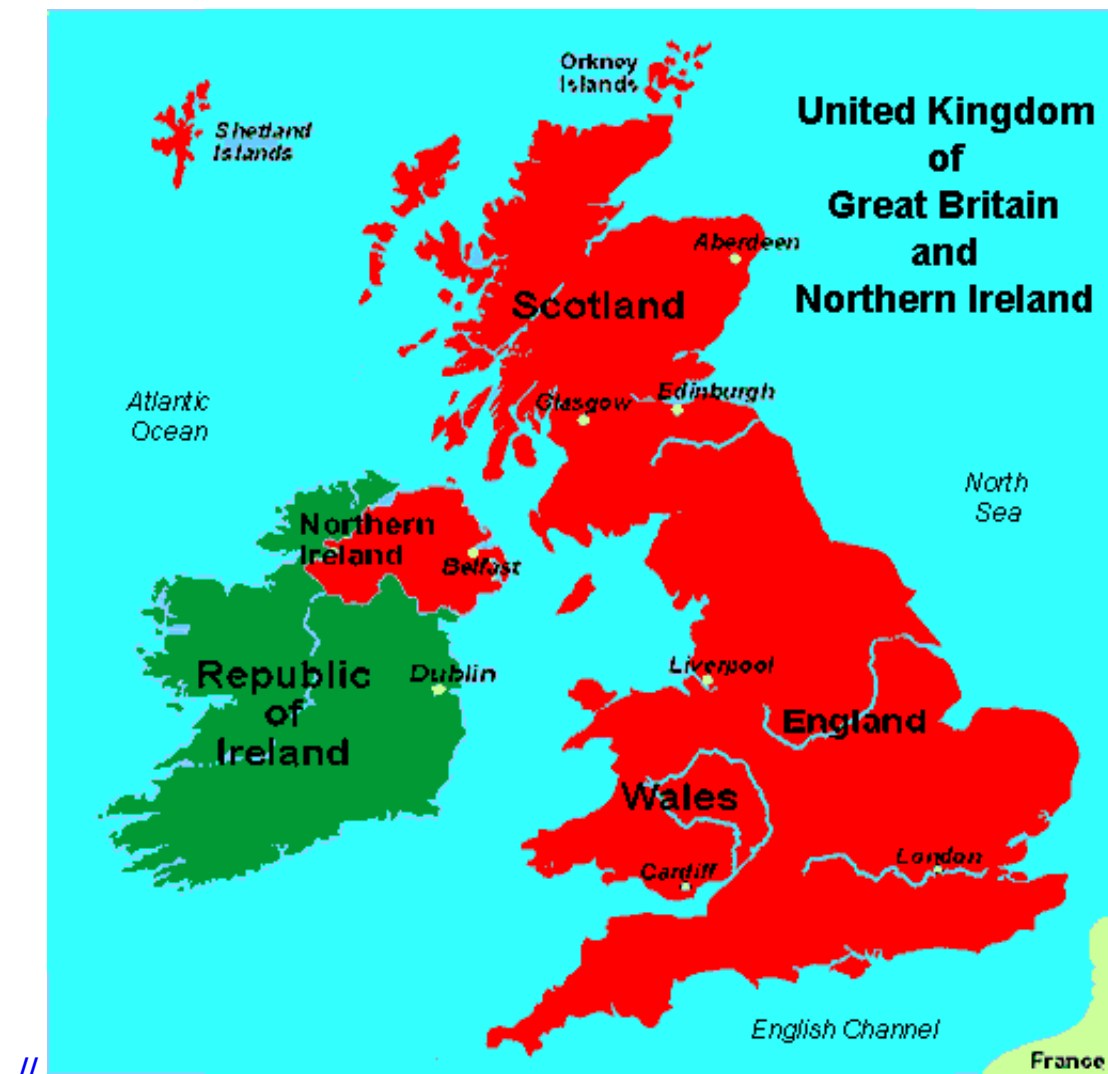 Orkney
Islands
United Kingdom
of
Great Britain
and
Northern Ireland
Shetland
Islands
Aberdeen
Scotland
Atlantic
Ocean
Glasgow
Edinburgh
North
Sea
Northern
Ireland
Belfast
Republic
of
Ireland
Dublin
Liverpool
England
Wales
Cardiff
London
English Channel
France
//